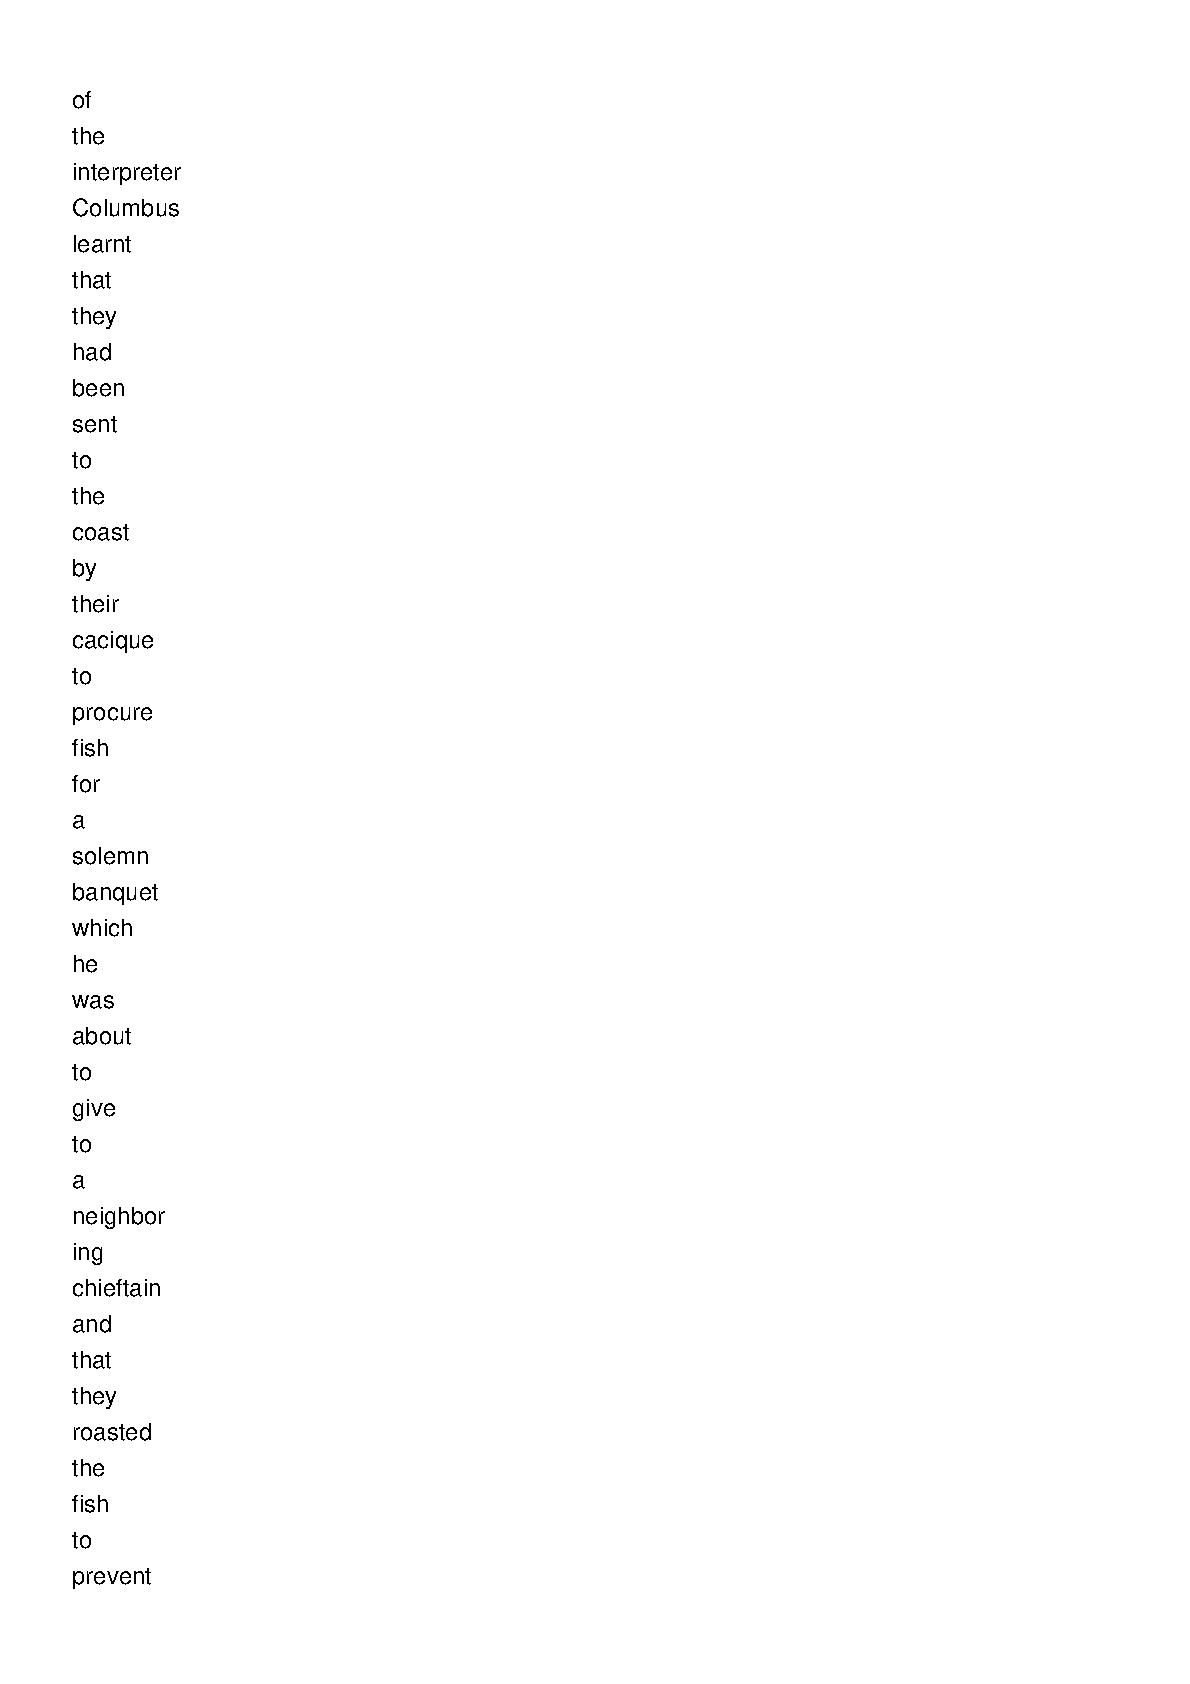 of
the
interpreter
Columbus
learnt
that
they
had
been
sent
to
the
coast
by
their
cacique
to
procure
fish
for
a
solemn
banquet
which
he
was
about
to
give
to
a
neighbor
ing
chieftain
and
that
they
roasted
the
fish
to
prevent